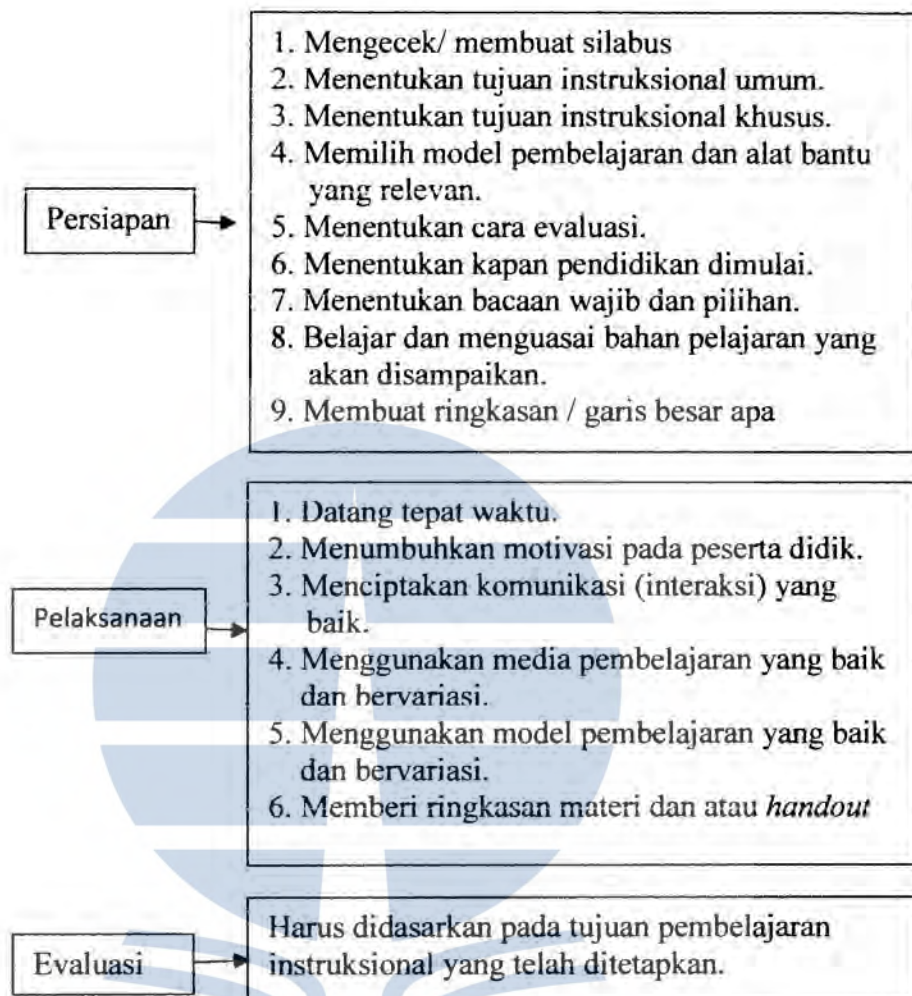 1. Mengecek/ membuat silabus
2. Menentukan tujuan instruksional umum.
3. Menentukan tujuan instruksional khusus.
4. Memilih model pembelajaran dan alat bantu
yang relevan.
5. Menentukan cara evaluasi.
6. Menentukan kapan pendidikan dimulai.
7. Menentukan bacaan wajib dan pilihan.
8. Belajar dan menguasai bahan pelajaran yang
akan disampaikan.
9. Membuat ringkasan / garis besar apa
Persiapan
1. Datang tepat waktu.
2. Menumbuhkan motivasi pada peserta didik.
3. Menciptakan komunikasi (interaksi) yang
baik.
4. Menggunakan media pembelajaran yang baik
dan bervariasi.
5. Menggunakan model pembelajaran yang baik
dan bervariasi.
6. Memberi ringkasan materi dan atau handout
Pelaksanaan
Harus didasarkan pada tujuan pembelajaran
instruksional yang telah ditetapkan.
Evaluasi